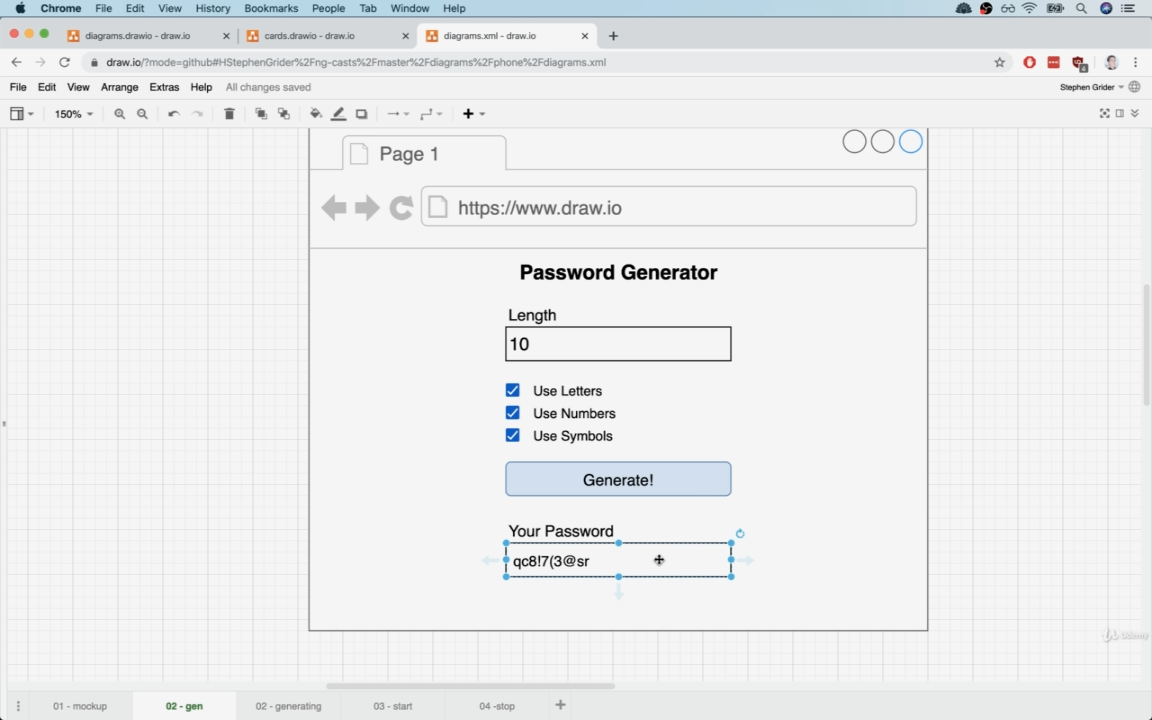 Chrome File Edit View History Bookmarks People Tab Window Help
diagrams.drawio - draw.io
cards.drawio - draw.io
diagrams.xml - draw.io
draw.io/?mode=github#HStephenGrider%2Fng-casts%2Fmaster%2Fdiagrams%2Fphone%2Fdiagrams.xml
4
File Edit View Arrange Extras Help All changes saved
Stephen Grider
150%
Page 1
https://www.draw.io
Password Generator
Length
10
Use Letters
Use Numbers
Use Symbols
Generate!
Your Password
qc8!7(3@sr
Udemy
01 - mockup
02 - gen
02 - generating
03 - start
04 -stop